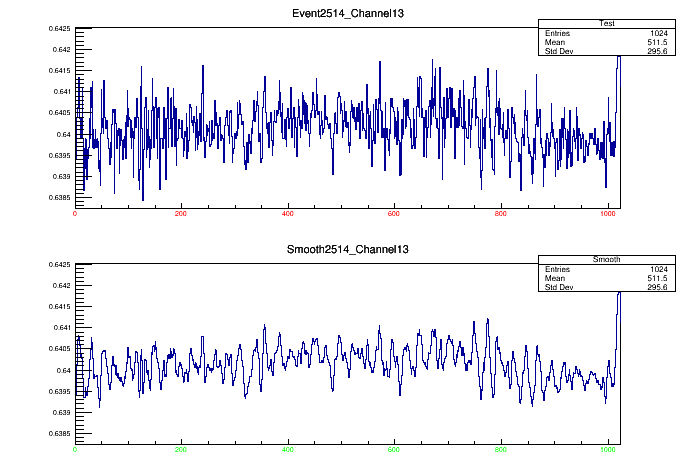 Event2514_Channel13
Test
Entries 1024
Mean 511.5
Std Dev 295.6
0.6425
0.642
0.6415
0.641
0.6405
0.64
0.6395
0.639
0.6385
0 200 400 600 800 1000
Smooth2514_Channel13
Smooth
Entries 1024
Mean 511.5
Std Dev 295.6
0.6425
0.642
0.6415
0.641
0.6405
0.64
0.6395
0.639
0.6385
0 200 400 600 800 1000